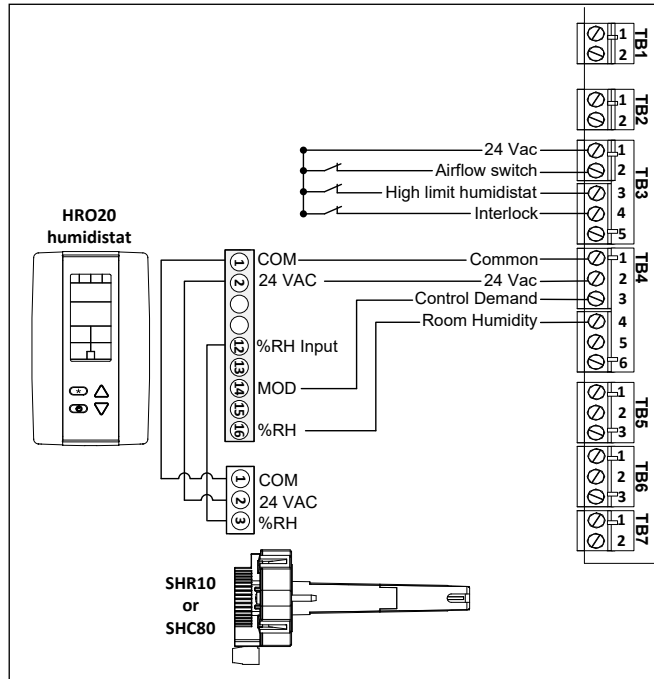 1
2
TB1
1
2
TB2
24 Vac
1
Airflow switch
2
High limit humidistat
3
Interlock
4
5
TB3
HRO20
humidistat
1
COM
Common
1
2
24 VAC
24 Vac
2
Control Demand
3
Room Humidity
4
5
6
TB4
12
%RH Input
13
14
MOD
15
16
%RH
1
2
3
TB5
1
COM
2
24 VAC
3
%RH
1
2
3
TB6
1
2
TB7
SHR10
or
SHC80